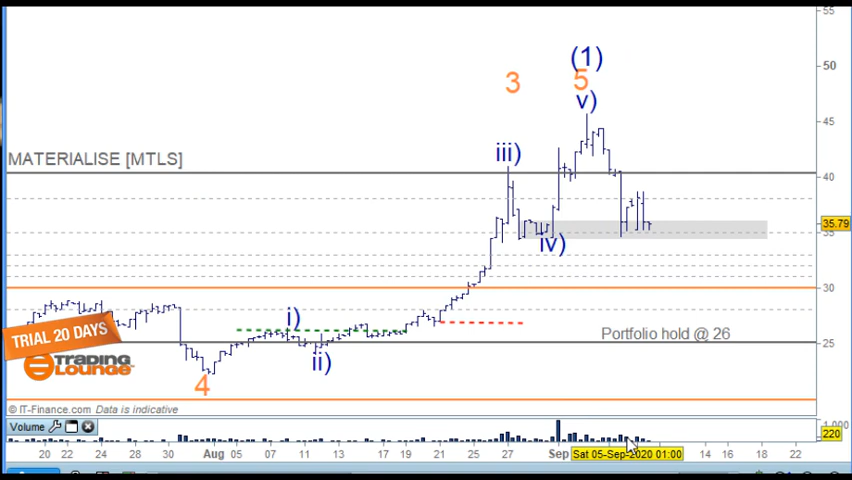 55
(1)
50
3
5
v)
45
iii)
MATERIALISE [MTLS]
40
35.79
35
iv)
30
i)
Portfolio hold @ 26
25
TRIAL 20 DAYS
ii)
TRADING
LOUNGE
4
© IT-Finance.com Data is indicative
Volume
1,000
220
20 22 24 26 28 30 Aug 05 07 11 13 17 19 21 25 27 Sep Sat 05-Sep-2020 01:00 14 16 18 22